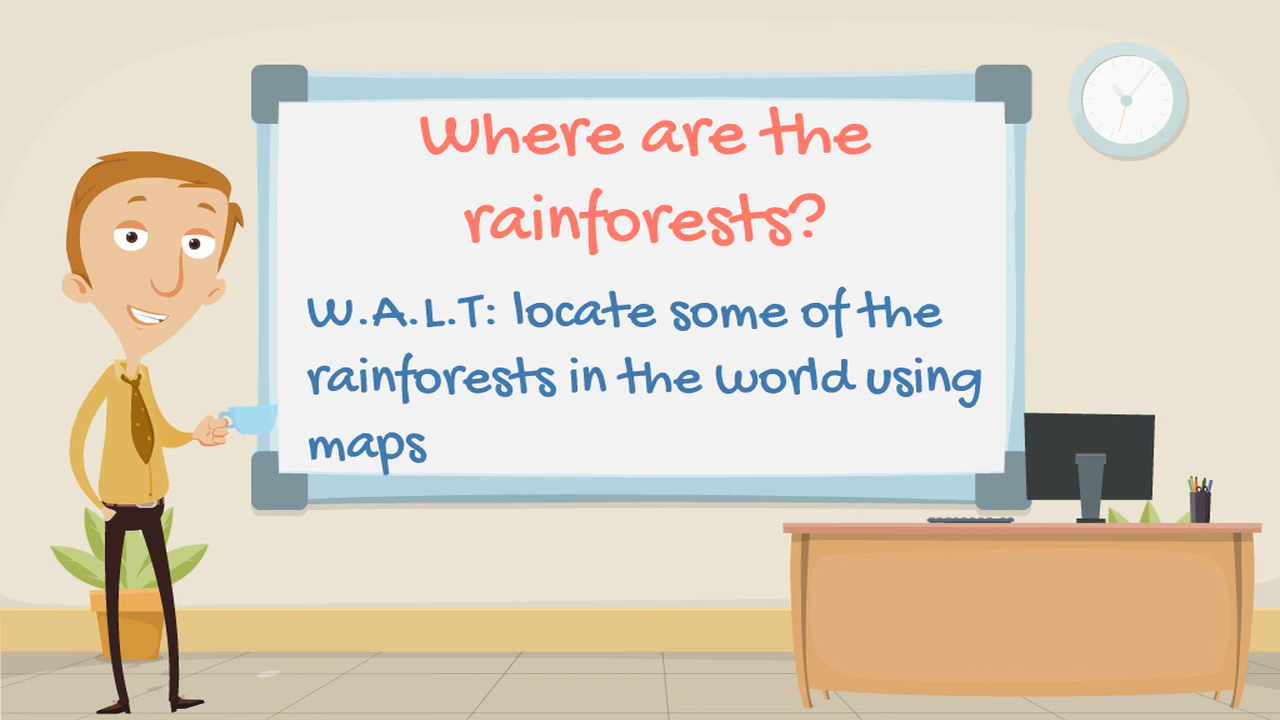 Where are the
rainforests?
W.A.L.T: locate some of the
rainforests in the world using
maps